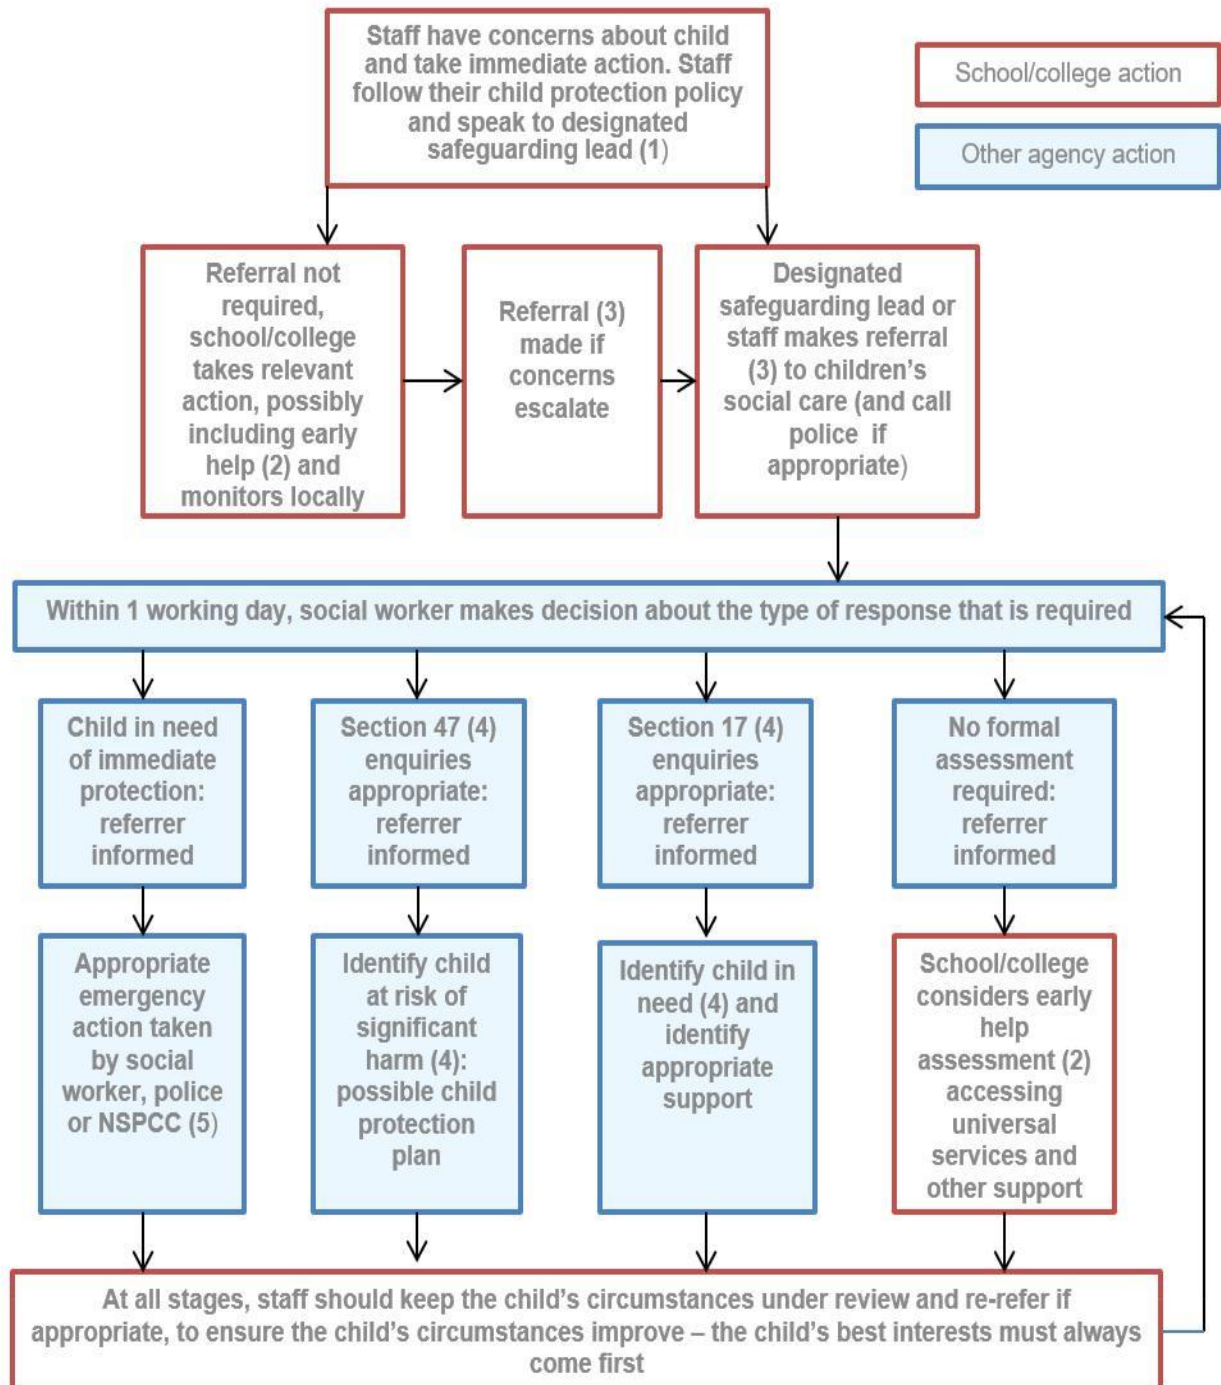 Staff have concerns about child
and take immediate action. Staff
follow their child protection policy
and speak to designated
safeguarding lead (1)
School/college action
Other agency action
Referral not
required,
school/college
takes relevant
action, possibly
including early
help (2) and
monitors locally
Referral (3)
made if
concerns
escalate
Designated
safeguarding lead or
staff makes referral
(3) to children’s
social care (and call
police if
appropriate)
Within 1 working day, social worker makes decision about the type of response that is required
Child in need
of immediate
protection:
referrer
informed
Section 47 (4)
enquiries
appropriate:
referrer
informed
Section 17 (4)
enquiries
appropriate:
referrer
informed
No formal
assessment
required:
referrer
informed
Appropriate
emergency
action taken
by social
worker, police
or NSPCC (5)
Identify child
at risk of
significant
harm (4):
possible child
protection
plan
Identify child in
need (4) and
identify
appropriate
support
School/college
considers early
help
assessment (2)
accessing
universal
services and
other support
At all stages, staff should keep the child’s circumstances under review and re-refer if
appropriate, to ensure the child’s circumstances improve – the child’s best interests must always
come first